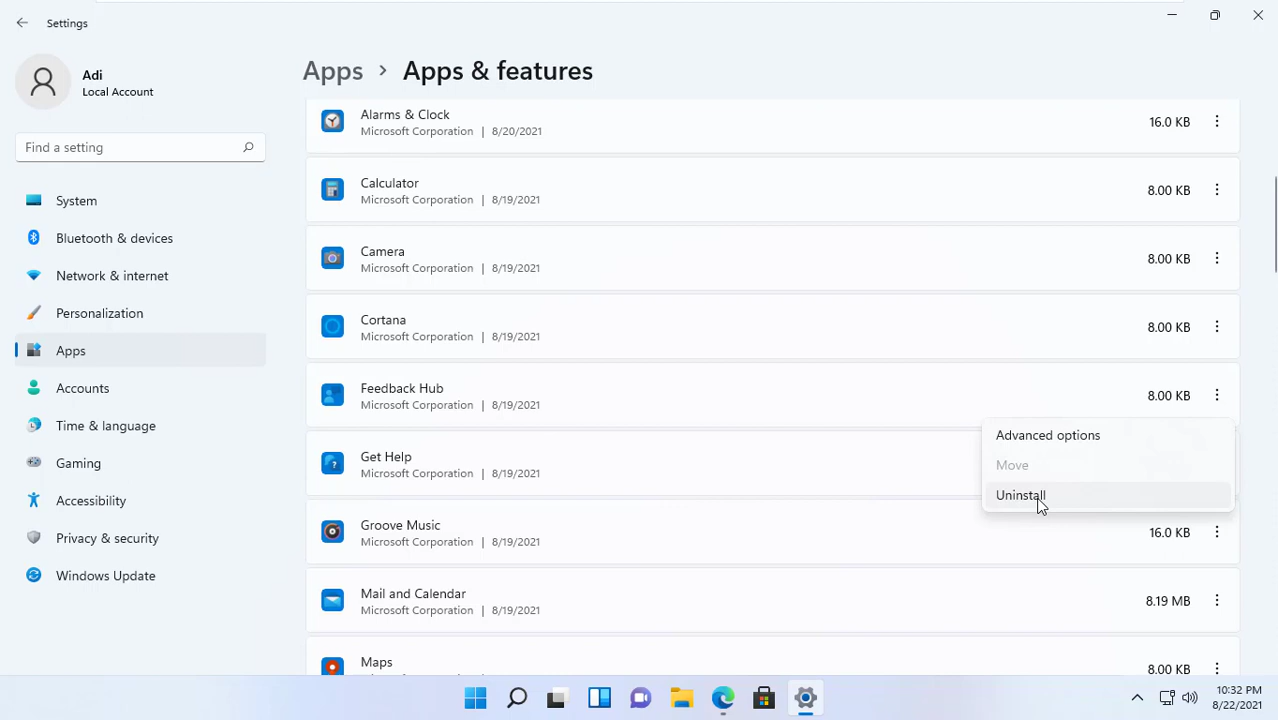 Settings
Adi
Local Account
Find a setting
System
Bluetooth & devices
Network & internet
Personalization
Apps
Accounts
Time & language
Gaming
Accessibility
Privacy & security
Windows Update
Apps > Apps & features
Alarms & Clock
Microsoft Corporation | 8/20/2021
16.0 KB
Calculator
Microsoft Corporation | 8/19/2021
8.00 KB
Camera
Microsoft Corporation | 8/19/2021
8.00 KB
Cortana
Microsoft Corporation | 8/19/2021
8.00 KB
Feedback Hub
Microsoft Corporation | 8/19/2021
8.00 KB
Advanced options
Move
Uninstall
Get Help
Microsoft Corporation | 8/19/2021
Groove Music
Microsoft Corporation | 8/19/2021
16.0 KB
Mail and Calendar
Microsoft Corporation | 8/19/2021
8.19 MB
Maps
8.00 KB
10:32 PM
8/22/2021